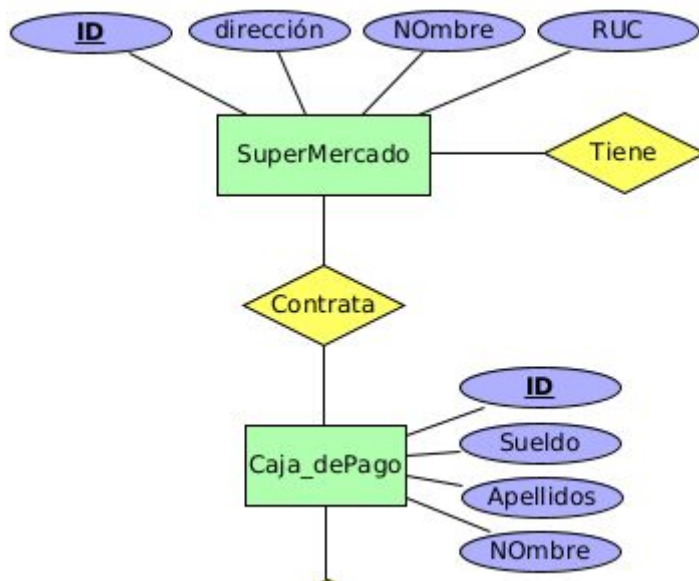 ID
dirección
NOmbre
RUC
SuperMercado
Tiene
Contrata
ID
Caja_dePago
Sueldo
Apellidos
NOmbre